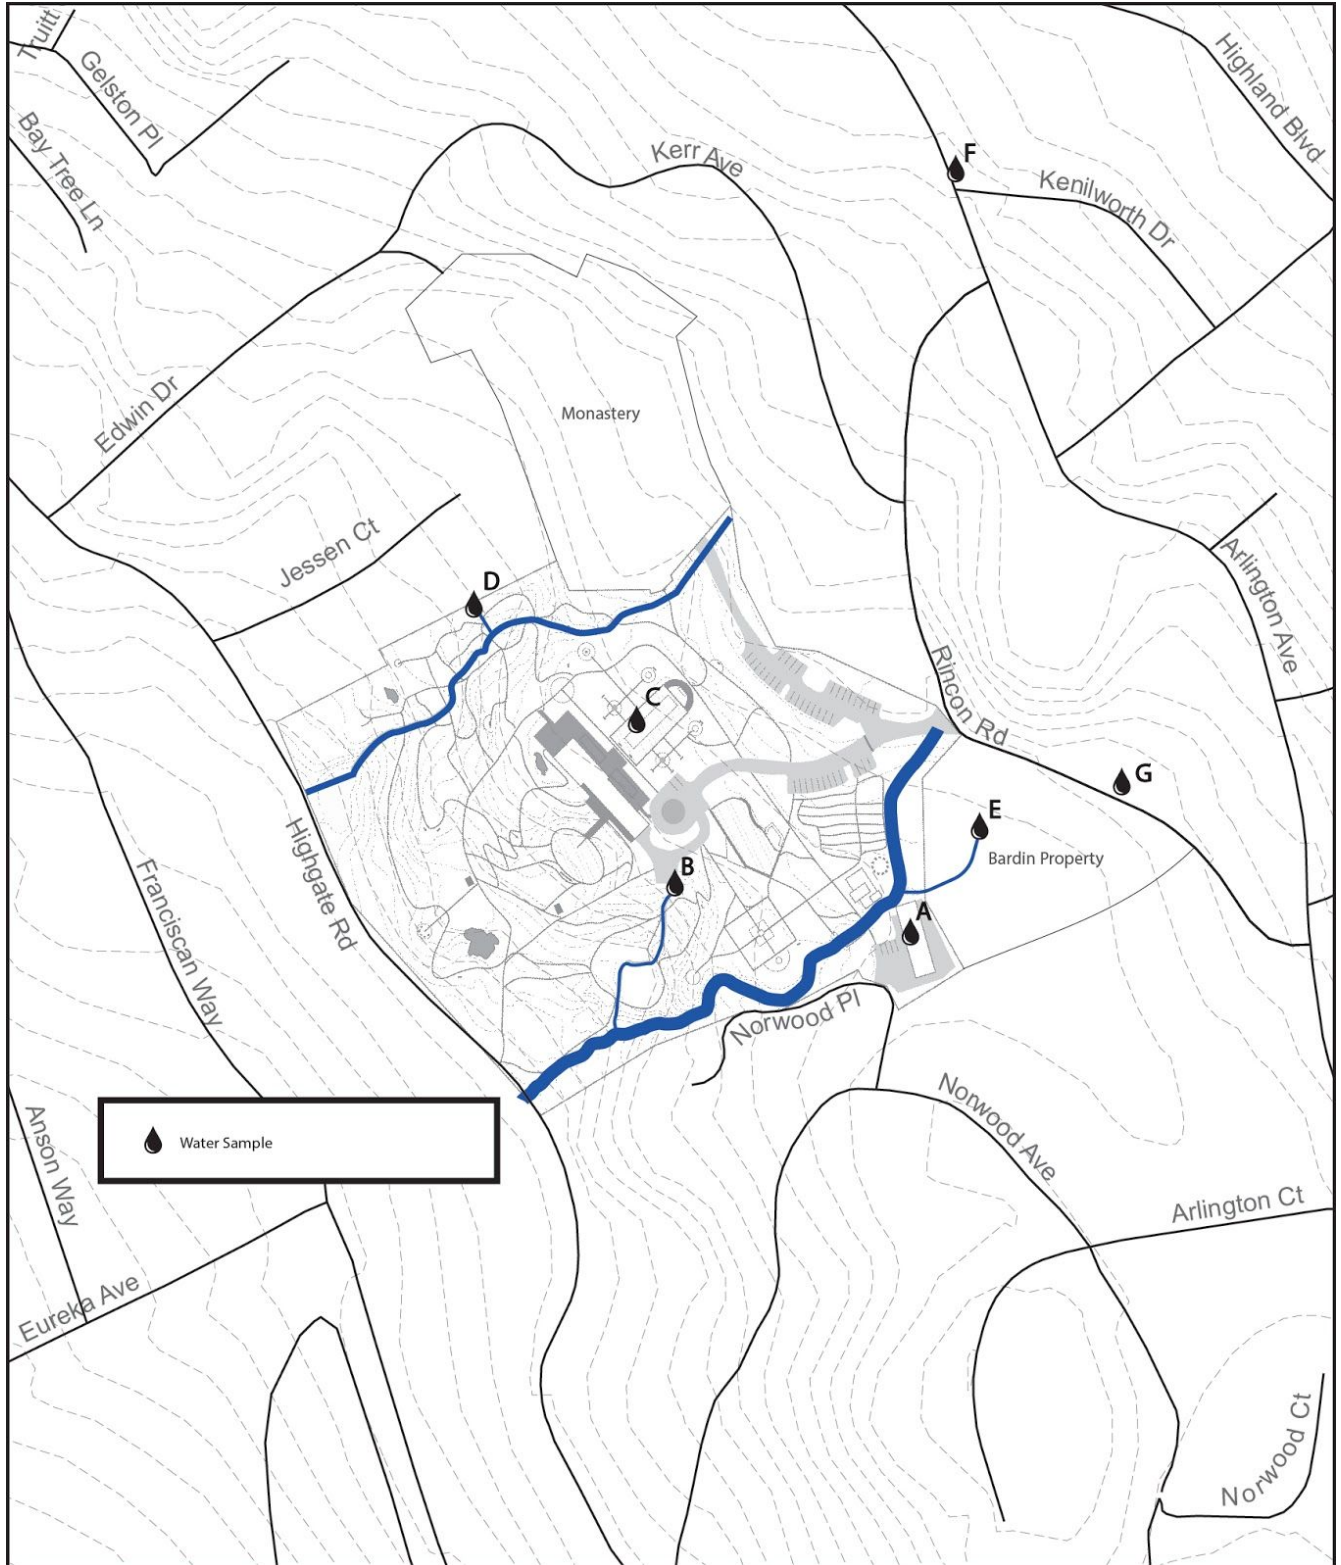 Truitt
Gelston Pl
Bay Tree Ln
Kerr Ave
F
Kenilworth Dr
Highland Blvd
Edwin Dr
Monastery
Jessen Ct
Arlington Ave
D
C
Rincon Rd
G
E
Bardin Property
B
A
Highgate Rd
Franciscan Way
Norwood Pl
Norwood Ave
Water Sample
Anson Way
Arlington Ct
Eureka Ave
Norwood Ct